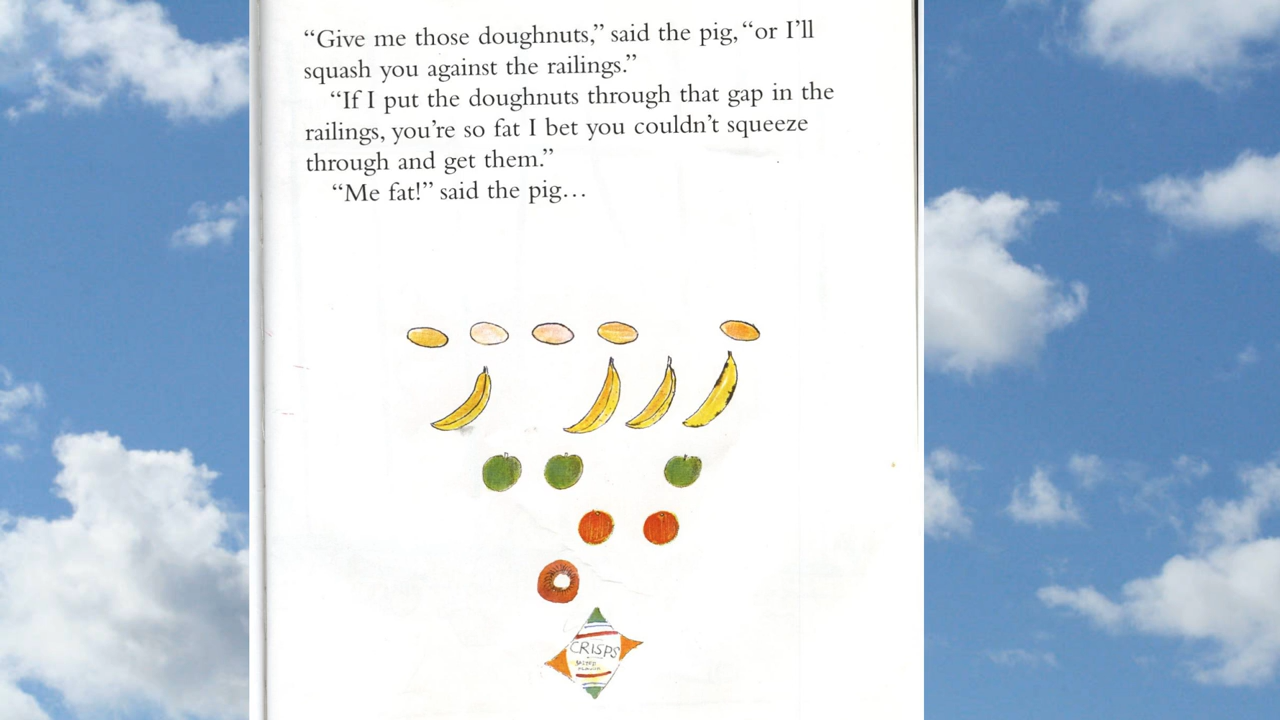 “Give me those doughnuts,” said the pig, “or I’ll
squash you against the railings.”
“If I put the doughnuts through that gap in the
railings, you’re so fat I bet you couldn’t squeeze
through and get them.”
“Me fat!” said the pig…
CRISPS
SALTED
FLAVOUR